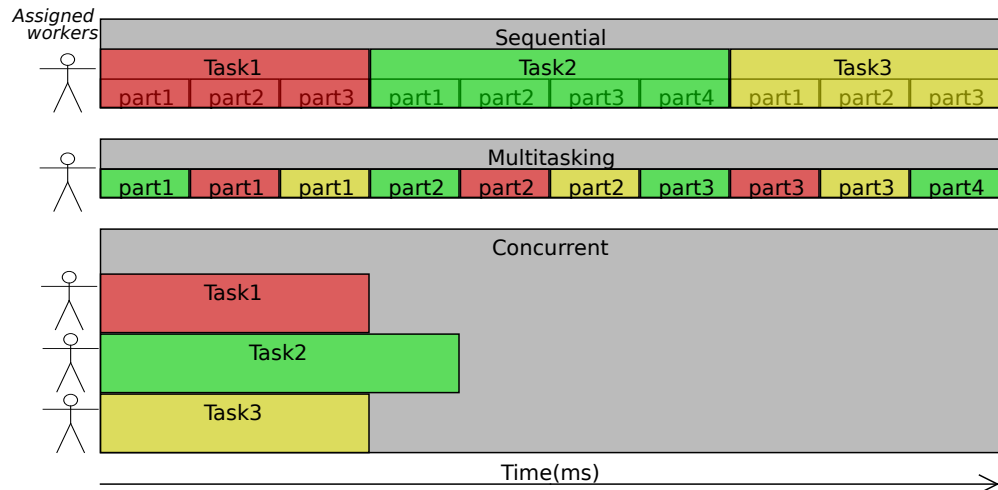 Assigned
workers
Sequential
Task1 Task2 Task3
part1 part2 part3 part1 part2 part3 part4 part1 part2 part3
Multitasking
part1 part1 part1 part2 part2 part2 part3 part3 part3 part4
Concurrent
Task1
Task2
Task3
Time(ms)